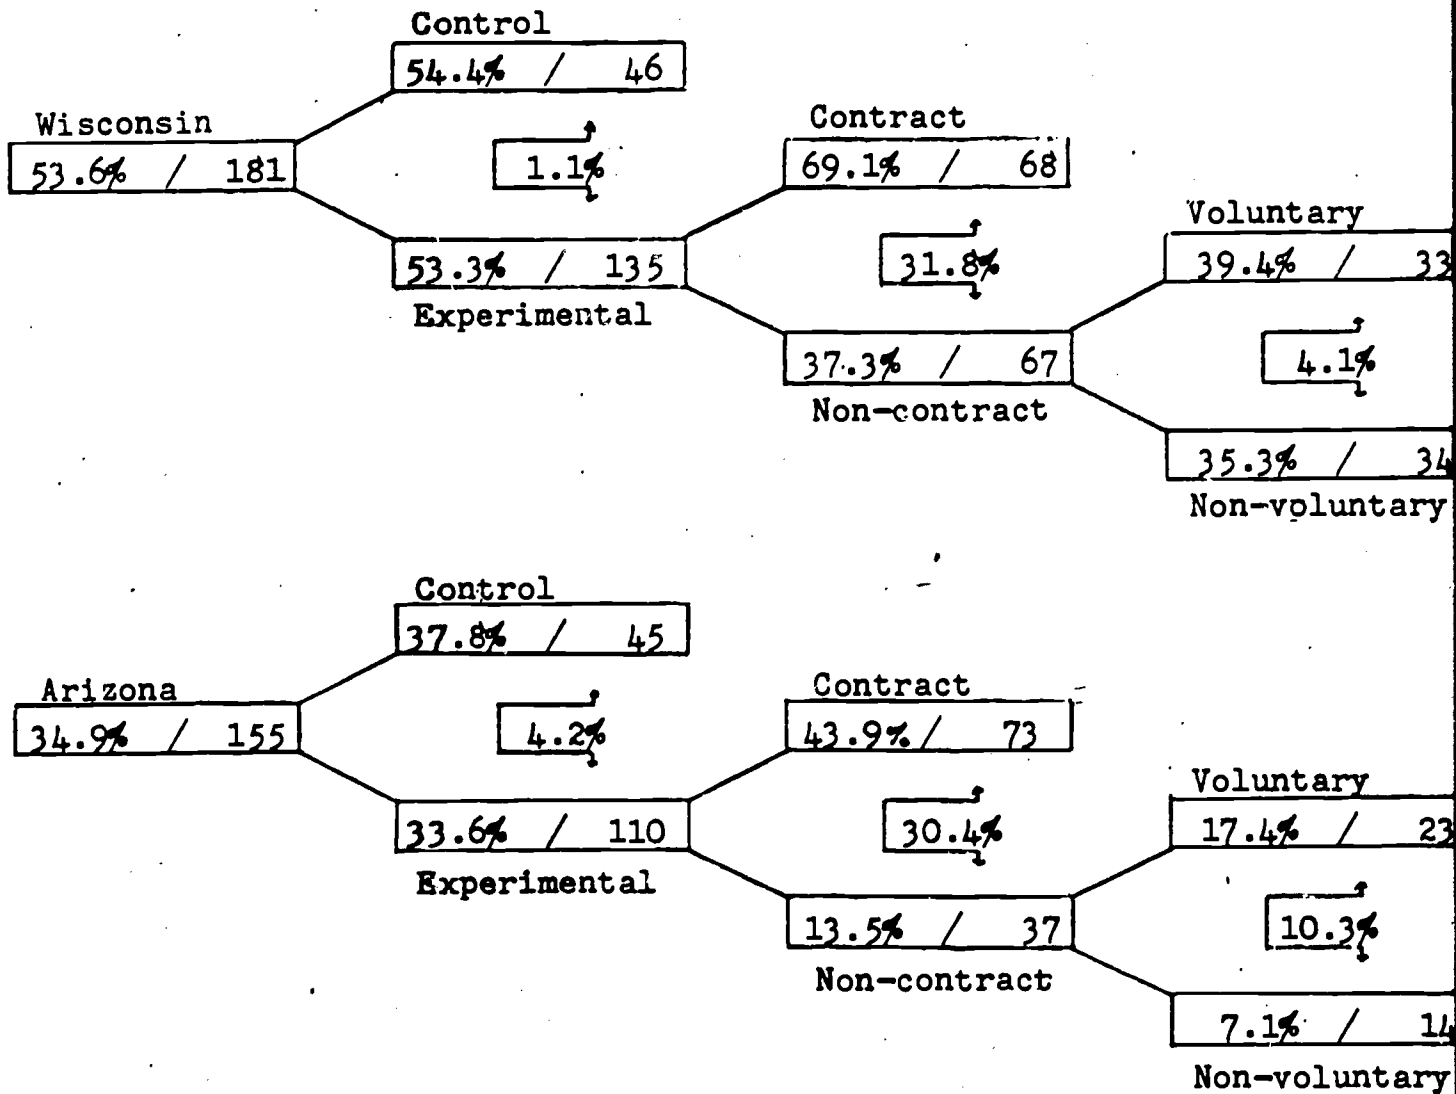 Control
54.4% / 46
Wisconsin
53.6% / 181
1.1%
Contract
69.1% / 68
53.3% / 135
Experimental
31.8%
Voluntary
39.4% / 33
37.3% / 67
Non-contract
4.1%
35.3% / 34
Non-voluntary
Control
37.8% / 45
Arizona
34.9% / 155
4.2%
Contract
43.9% / 73
33.6% / 110
Experimental
30.4%
Voluntary
17.4% / 23
13.5% / 37
Non-contract
10.3%
7.1% / 14
Non-voluntary